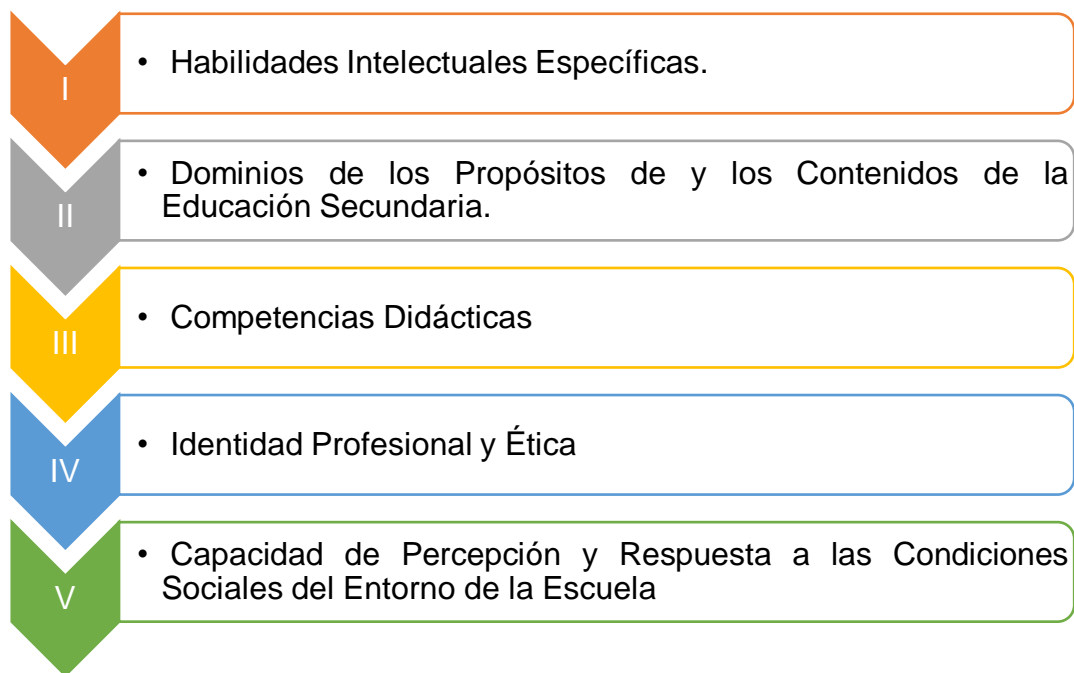 I
• Habilidades Intelectuales Específicas.
II
• Dominios de los Propósitos de y los Contenidos de la
Educación Secundaria.
III
• Competencias Didácticas
IV
• Identidad Profesional y Ética
V
• Capacidad de Percepción y Respuesta a las Condiciones
Sociales del Entorno de la Escuela